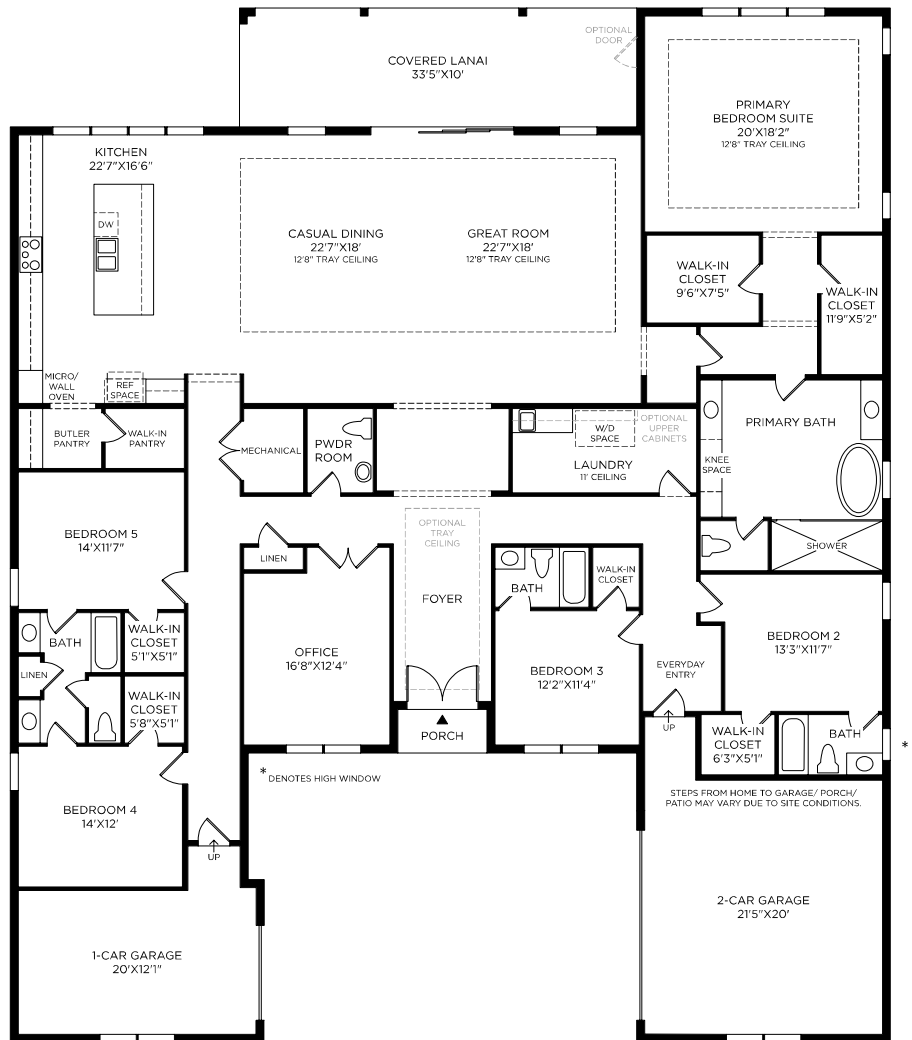 OPTIONAL
DOOR
COVERED LANAI
33'5"X10'
PRIMARY
BEDROOM SUITE
20'X18'2"
12'8" TRAY CEILING
KITCHEN
22'7"X16'6"
DW
CASUAL DINING
22'7"X18'
12'8" TRAY CEILING
GREAT ROOM
22'7"X18'
12'8" TRAY CEILING
WALK-IN
CLOSET
9'6"X7'5"
WALK-IN
CLOSET
11'9"X5'2"
MICRO/
WALL
OVEN
REF
SPACE
BUTLER
PANTRY
WALK-IN
PANTRY
MECHANICAL
PWDR
ROOM
W/D
SPACE
OPTIONAL
UPPER
CABINETS
LAUNDRY
11' CEILING
PRIMARY BATH
KNEE
SPACE
SHOWER
BEDROOM 5
14'X11'7"
LINEN
OPTIONAL
TRAY
CEILING
FOYER
BATH
WALK-IN
CLOSET
BATH
LINEN
WALK-IN
CLOSET
5'1"X5'1"
WALK-IN
CLOSET
5'8"X5'1"
OFFICE
16'8"X12'4"
BEDROOM 3
12'2"X11'4"
EVERYDAY
ENTRY
UP
BEDROOM 2
13'3"X11'7"
PORCH
WALK-IN
CLOSET
6'3"X5'1"
BATH
*
* DENOTES HIGH WINDOW
STEPS FROM HOME TO GARAGE/ PORCH/
PATIO MAY VARY DUE TO SITE CONDITIONS.
BEDROOM 4
14'X12'
UP
2-CAR GARAGE
21'5"X20'
1-CAR GARAGE
20'X12'1"